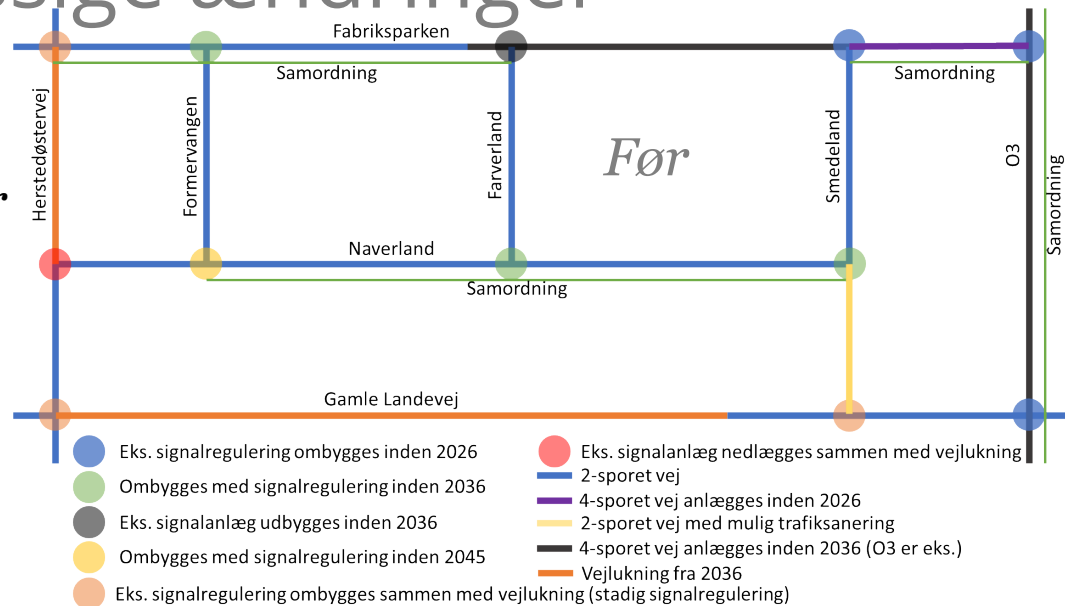 Fabriksparken
Samordning
Samordning
Herstedøstervej
Formervangen
Farverland
Før
Smedeland
O3
Samordning
Naverland
Samordning
Gamle Landevej
Eks. signalregulering ombygges inden 2026
Ombygges med signalregulering inden 2036
Eks. signalanlæg udbygges inden 2036
Ombygges med signalregulering inden 2045
Eks. signalregulering ombygges sammen med vejlukning (stadig signalregulering)
Eks. signalanlæg nedlægges sammen med vejlukning
2-sporet vej
4-sporet vej anlægges inden 2026
2-sporet vej med mulig trafiksanering
4-sporet vej anlægges inden 2036 (O3 er eks.)
Vejlukning fra 2036